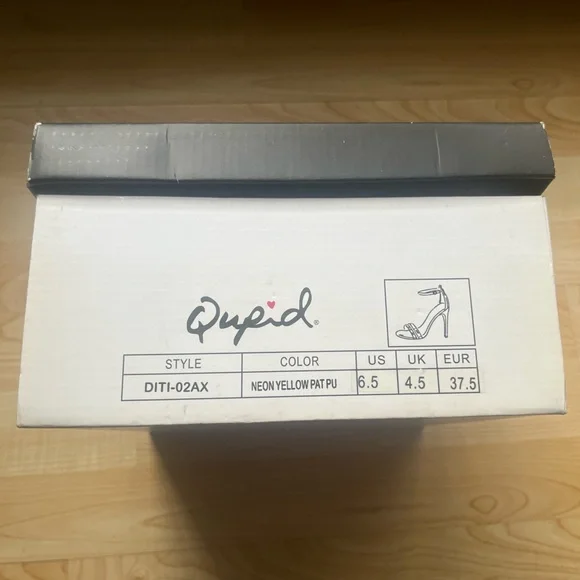 Qupid®
STYLE COLOR US UK EUR
DITI-02AX NEON YELLOW PAT PU 6.5 4.5 37.5